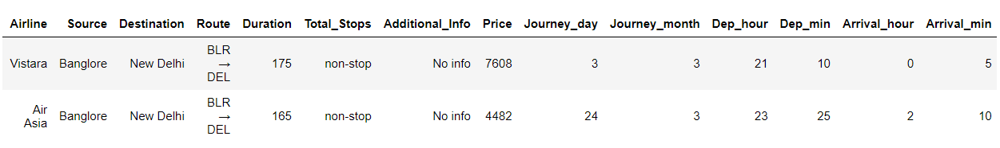 Airline Source Destination Route Duration Total_Stops Additional_Info Price Journey_day Journey_month Dep_hour Dep_min Arrival_hour Arrival_min
Vistara Banglore New Delhi BLR → DEL 175 non-stop No info 7608 3 3 21 10 0 5
Air Asia Banglore New Delhi BLR → DEL 165 non-stop No info 4482 24 3 23 25 2 10